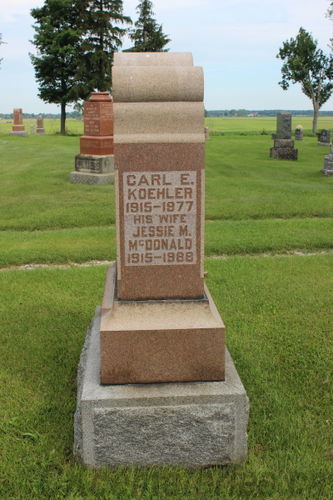 CARL E.
KOEHLER
1915-1977
HIS WIFE
JESSIE M.
McDONALD
1915-1988